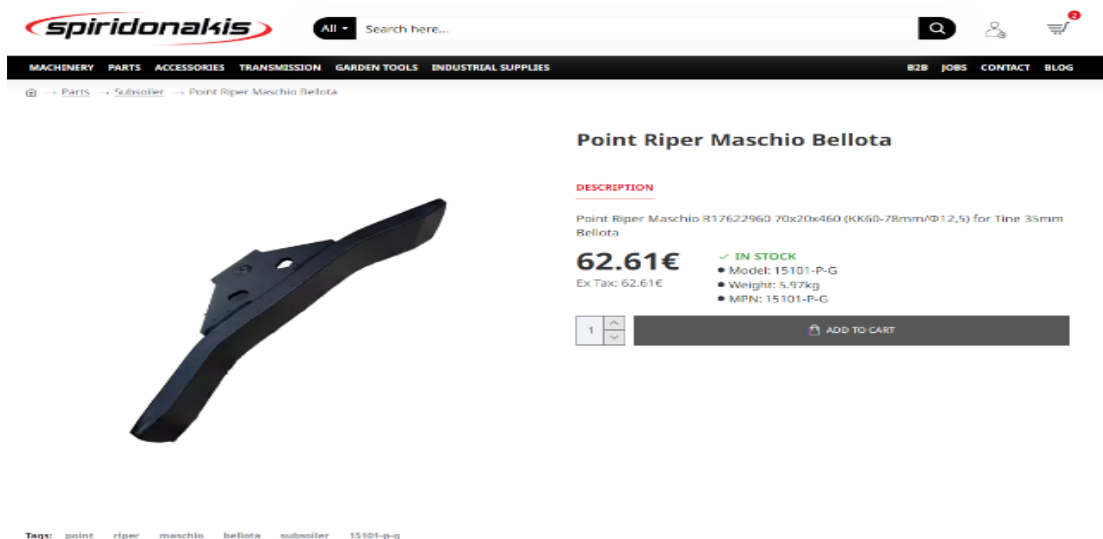 spiridonakis
All Search here...
2
MACHINERY PARTS ACCESSORIES TRANSMISSION GARDEN TOOLS INDUSTRIAL SUPPLIES B2B JOBS CONTACT BLOG
→ Parts → Subsoiler → Point Riper Maschio Bellota
Point Riper Maschio Bellota
DESCRIPTION
Point Riper Maschio R17622960 70x20x460 (KK60-78mm/Φ12,5) for Tine 35mm
Bellota
62.61€
Ex Tax: 62.61€
✓ IN STOCK
● Model: 15101-P-G
● Weight: 5.97kg
● MPN: 15101-P-G
1
ADD TO CART
Tags: point riper maschio bellota subsoiler 15101-p-g